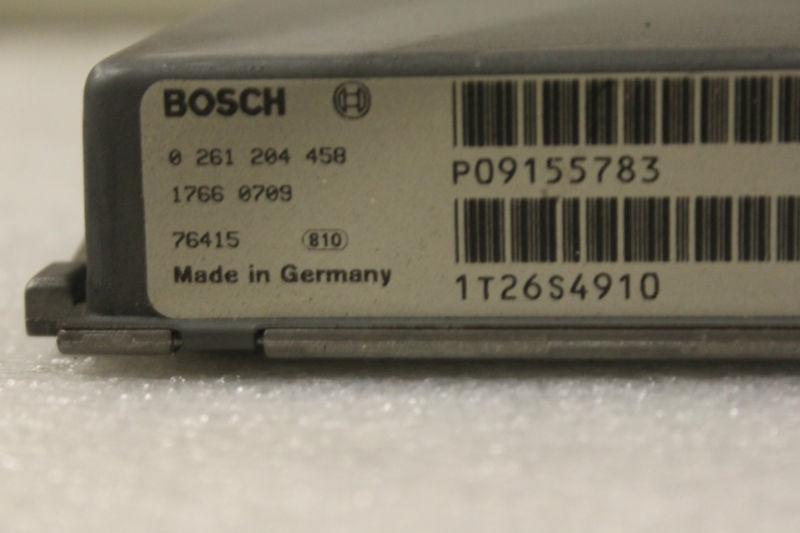 BOSCH
0 261 204 458
1766 0709
76415 810
Made in Germany
P09155783
1T26S4910